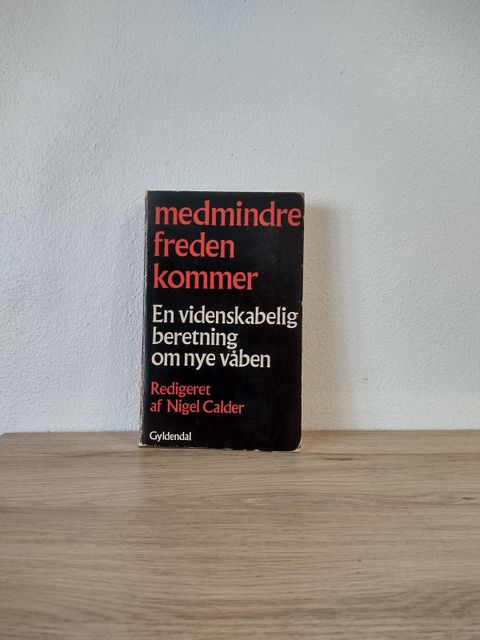 medmindre
freden
kommer
En videnskabelig
beretning
om nye våben
Redigeret
af Nigel Calder
Gyldendal